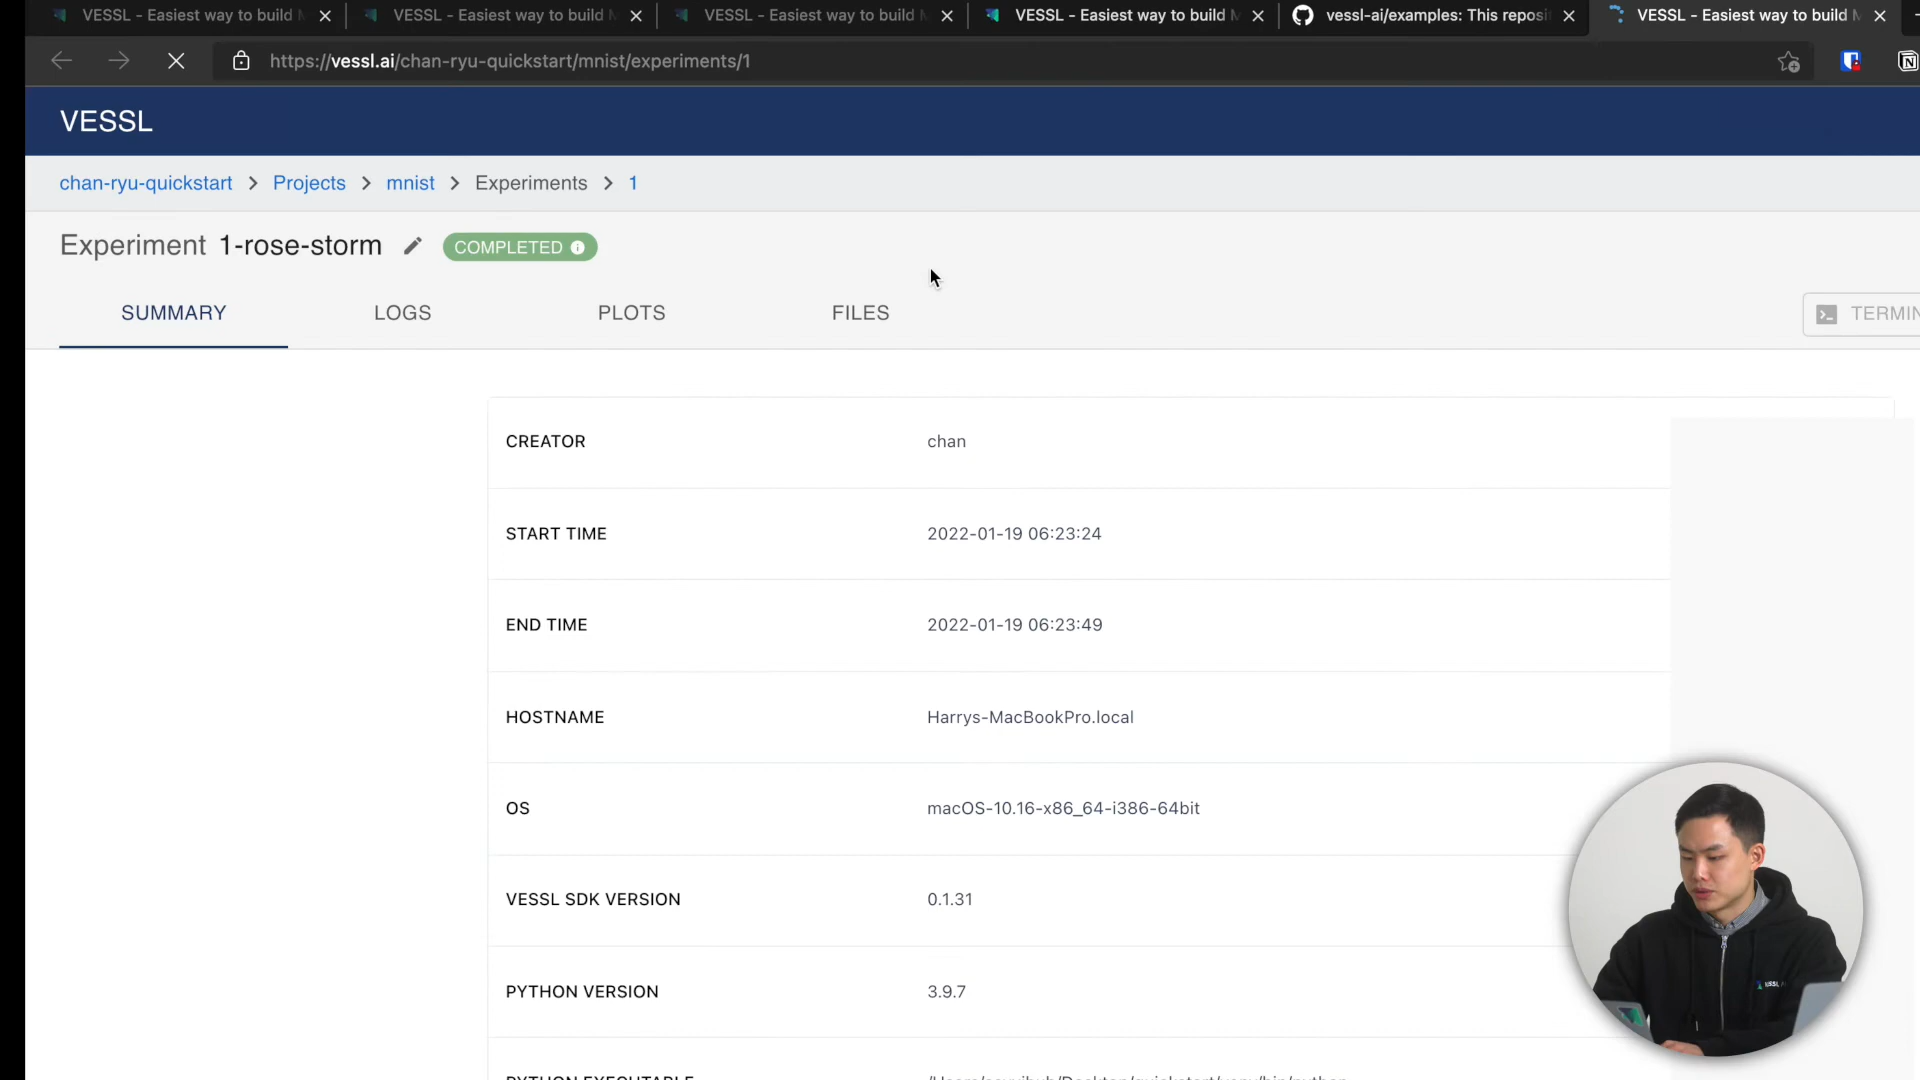 VESSL - Easiest way to build M
VESSL - Easiest way to build M
VESSL - Easiest way to build M
VESSL - Easiest way to build M
vessl-ai/examples: This reposi
VESSL - Easiest way to build M
https://vessl.ai/chan-ryu-quickstart/mnist/experiments/1
VESSL
chan-ryu-quickstart > Projects > mnist > Experiments > 1
Experiment 1-rose-storm COMPLETED
SUMMARY LOGS PLOTS FILES
TERMIN
CREATOR chan
START TIME 2022-01-19 06:23:24
END TIME 2022-01-19 06:23:49
HOSTNAME Harrys-MacBookPro.local
OS macOS-10.16-x86_64-i386-64bit
VESSL SDK VERSION 0.1.31
PYTHON VERSION 3.9.7
PYTHON EXECUTABLE